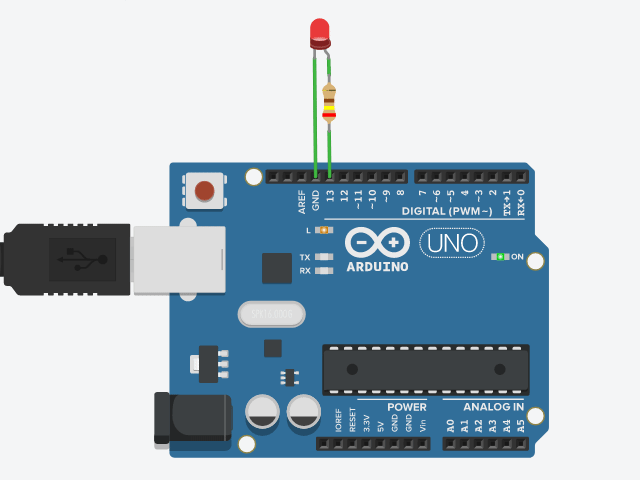 AREF
GND
13
12
~11
~10
~9
8
7
~6
~5
4
~3
2
TX→1
RX←0
DIGITAL (PWM~)
L
TX
RX
ARDUINO
UNO
ON
POWER
ANALOG IN
IOREF
RESET
3.3V
5V
GND
GND
Vin
A0
A1
A2
A3
A4
A5